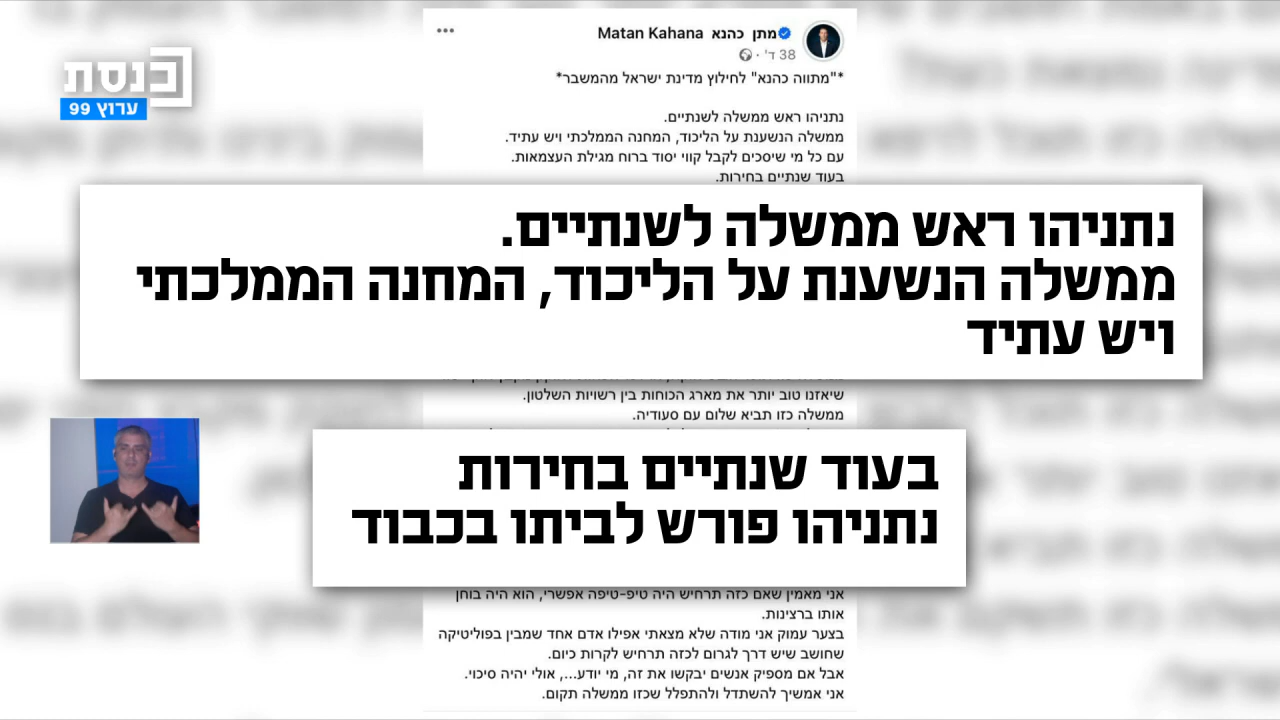 כנסת
ערוץ 99
מתן כהנא Matan Kahana
38 ד'
*"מתווה כהנא" לחילוץ מדינת ישראל מהמשבר*
נתניהו ראש ממשלה לשנתיים.
ממשלה הנשענת על הליכוד, המחנה הממלכתי ויש עתיד.
עם כל מי שיסכים לקבל קווי יסוד ברוח מגילת העצמאות.
בעוד שנתיים בחירות.
נתניהו ראש ממשלה לשנתיים.
ממשלה הנשענת על הליכוד, המחנה הממלכתי
ויש עתיד
שיאזנו טוב יותר את מארג הכוחות בין רשויות השלטון.
ממשלה כזו תביא שלום עם סעודיה.
בעוד שנתיים בחירות
נתניהו פורש לביתו בכבוד
אני מאמין שאם כזה תרחיש היה טיפ-טיפה אפשרי, הוא היה בוחן
אותו ברצינות.
בצער עמוק אני מודה שלא מצאתי אפילו אדם אחד שמבין בפוליטיקה
שחושב שיש דרך לגרום לכזה תרחיש לקרות כיום.
אבל אם מספיק אנשים יבקשו את זה, מי יודע..., אולי יהיה סיכוי.
אני אמשיך להשתדל ולהתפלל שכזו ממשלה תקום.